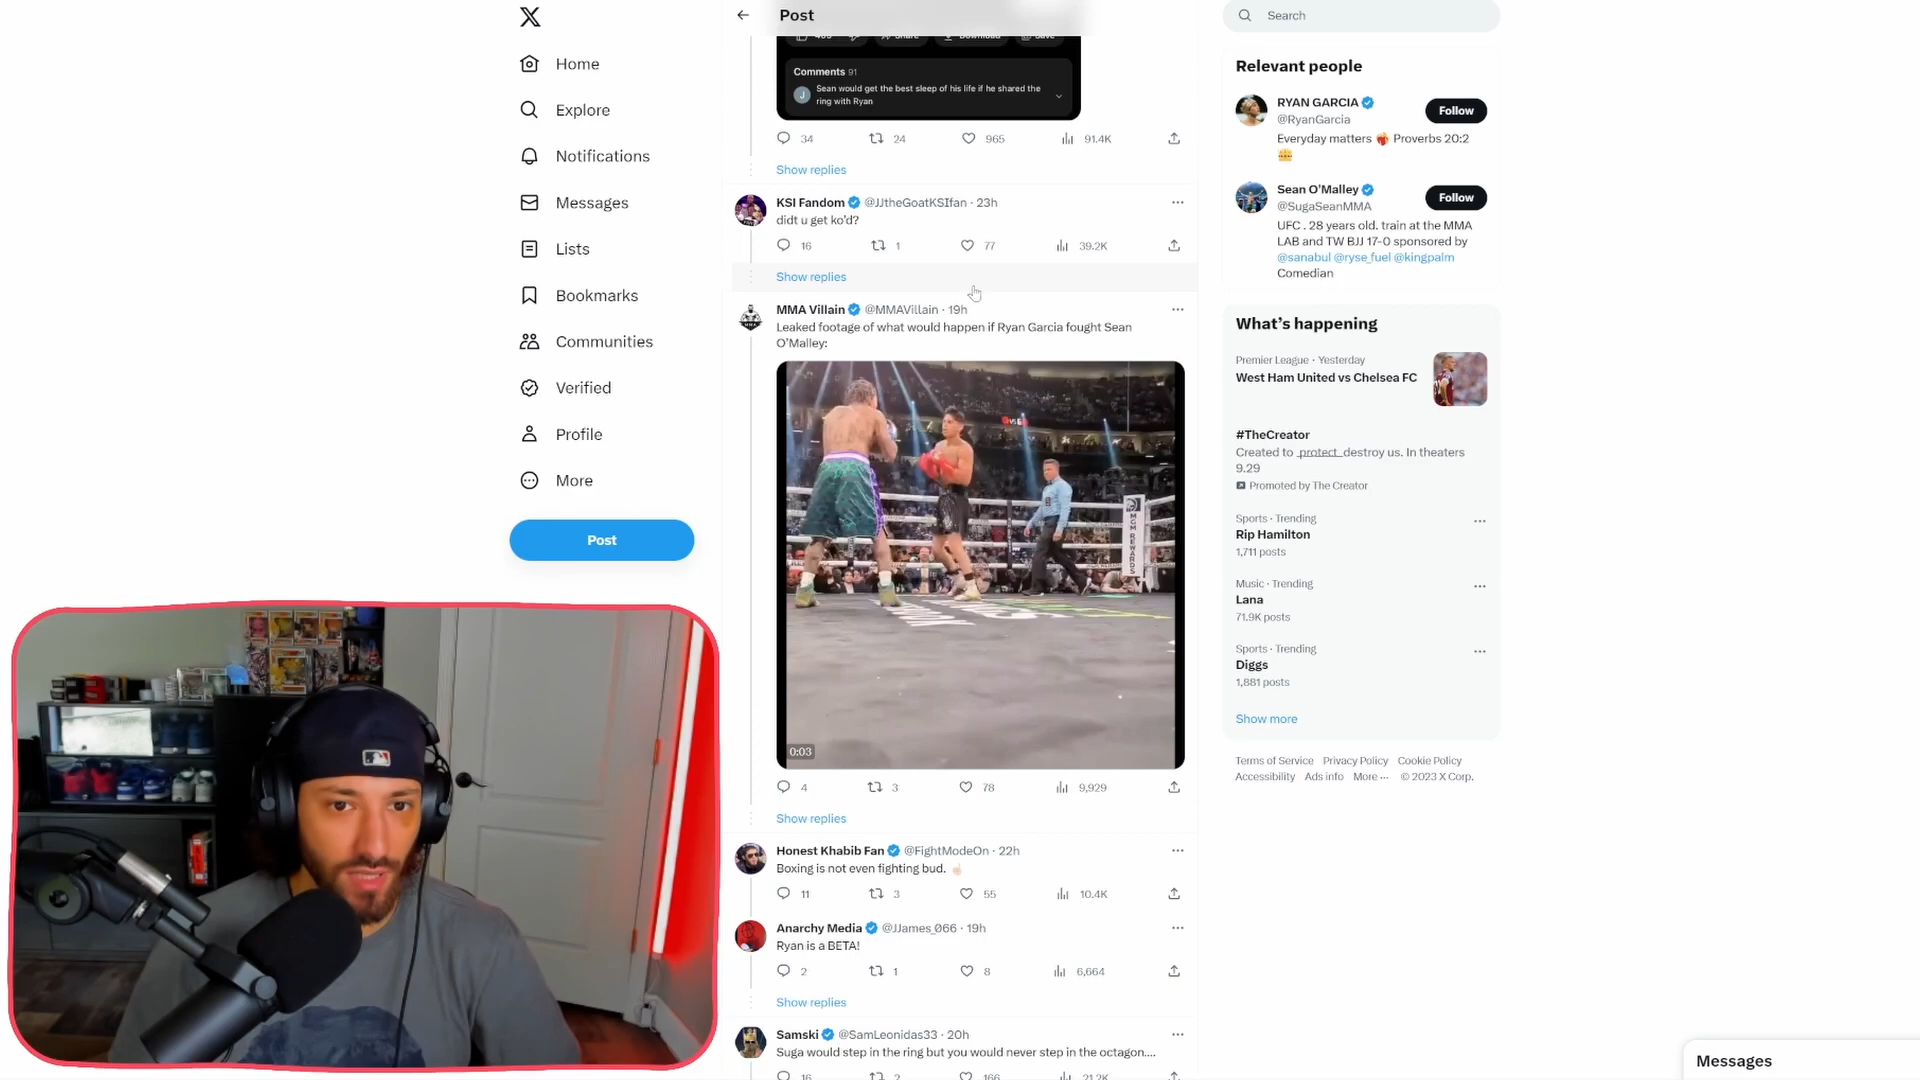 Home
Explore
Notifications
Messages
Lists
Bookmarks
Communities
Verified
Profile
More
Post
Post
Share
Download
Save
Comments 91
J
Sean would get the best sleep of his life if he shared the
ring with Ryan
34 24 965 91.4K
Show replies
KSI Fandom @JJtheGoatKSIfan · 23h
didt u get ko'd?
16 1 77 39.2K
Show replies
MMA Villain @MMAVillain · 19h
Leaked footage of what would happen if Ryan Garcia fought Sean
O'Malley:
MGM REWARDS
0:03
4 3 78 9,929
Show replies
Honest Khabib Fan @FightModeOn · 22h
Boxing is not even fighting bud. ☝🏻
11 3 55 10.4K
Anarchy Media @JJames_066 · 19h
Ryan is a BETA!
2 1 8 6,664
Show replies
Samski @SamLeonidas33 · 20h
Suga would step in the ring but you would never step in the octagon....
16 2 166 21.2K
Search
Relevant people
RYAN GARCIA
@RyanGarcia
Follow
Everyday matters ❤️‍🔥 Proverbs 20:2
👑
Sean O'Malley
@SugaSeanMMA
Follow
UFC . 28 years old. train at the MMA
LAB and TW BJJ 17-0 sponsored by
@sanabul @ryse_fuel @kingpalm
Comedian
What's happening
Premier League · Yesterday
West Ham United vs Chelsea FC
#TheCreator
Created to _protect_ destroy us. In theaters
9.29
Promoted by The Creator
Sports · Trending
Rip Hamilton
1,711 posts
Music · Trending
Lana
71.9K posts
Sports · Trending
Diggs
1,881 posts
Show more
Terms of Service Privacy Policy Cookie Policy
Accessibility Ads info More ··· © 2023 X Corp.
Messages